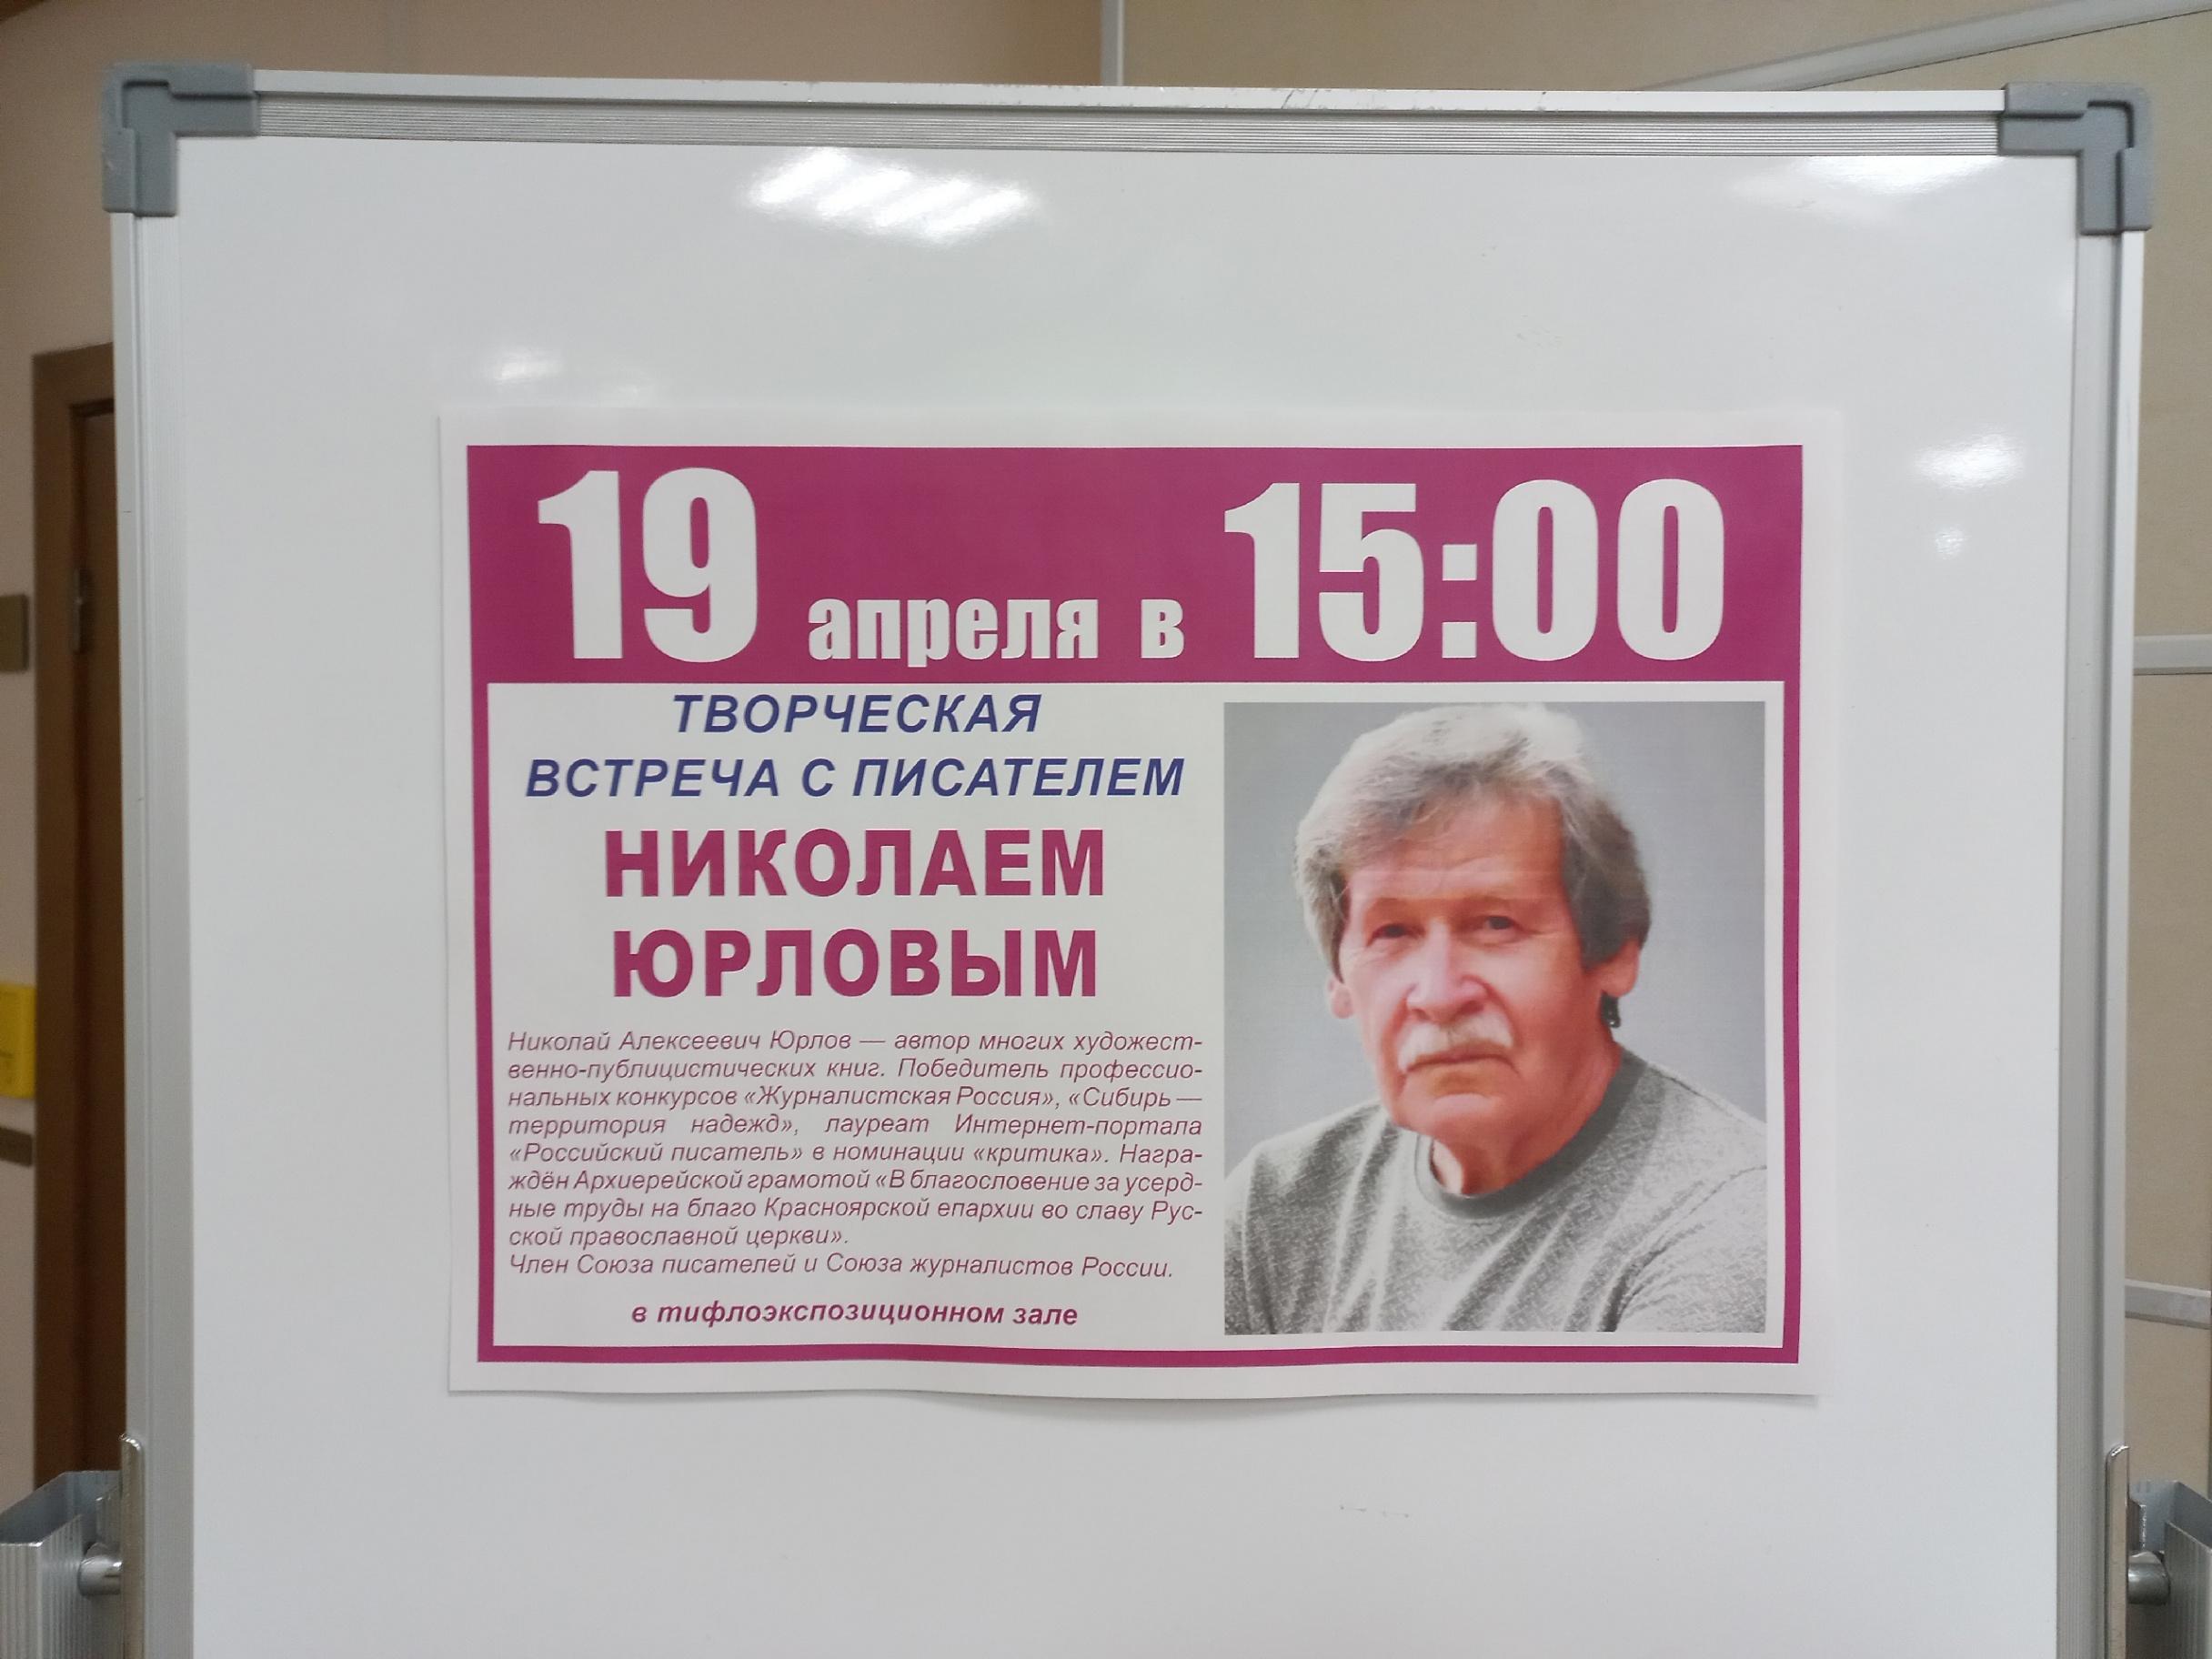 19 апреля в 15:00
ТВОРЧЕСКАЯ
ВСТРЕЧА С ПИСАТЕЛЕМ
НИКОЛАЕМ
ЮРЛОВЫМ
Николай Алексеевич Юрлов — автор многих художест-
венно-публицистических книг. Победитель профессио-
нальных конкурсов «Журналистская Россия», «Сибирь —
территория надежд», лауреат Интернет-портала
«Российский писатель» в номинации «критика». Награ-
ждён Архиерейской грамотой «В благословение за усерд-
ные труды на благо Красноярской епархии во славу Рус-
ской православной церкви».
Член Союза писателей и Союза журналистов России.
в тифлоэкспозиционном зале